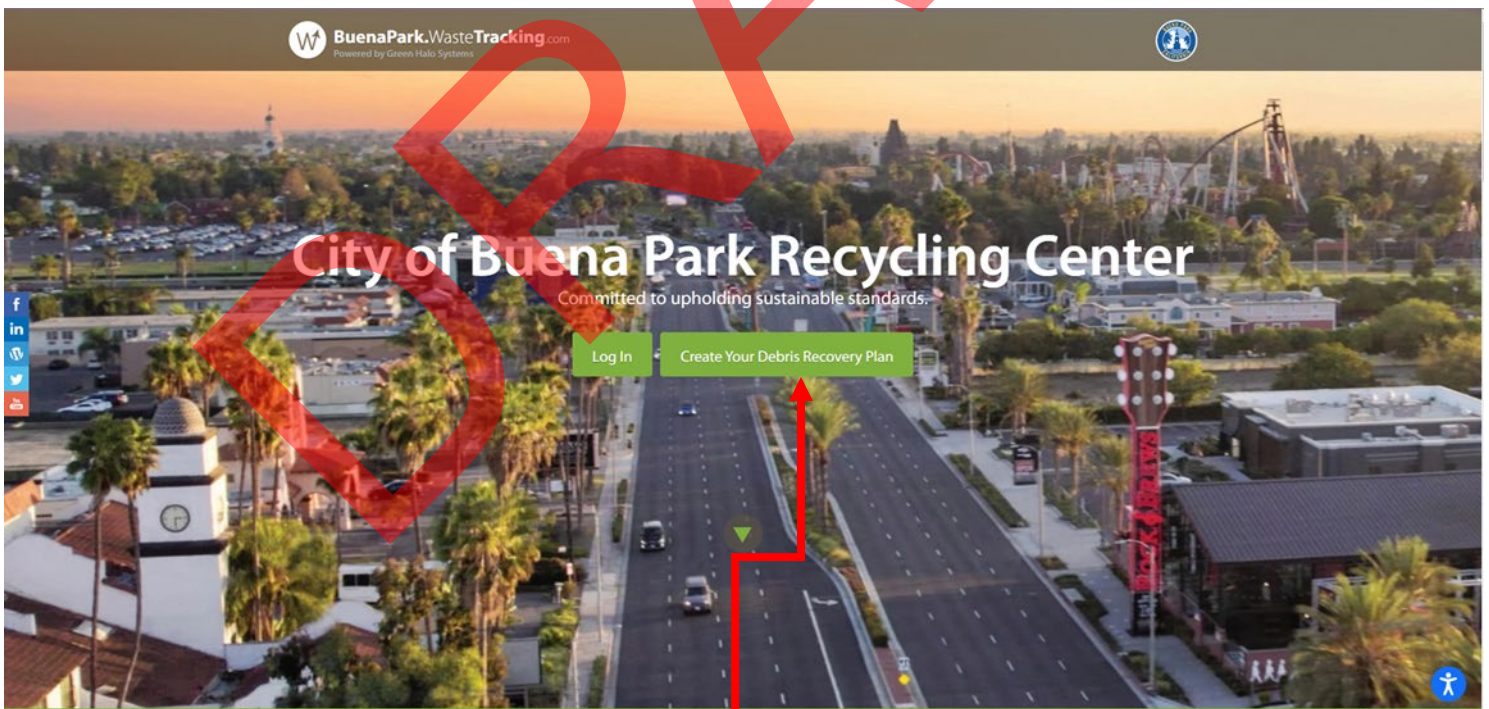 BuenaPark.WasteTracking.com
Powered by Green Halo Systems
City of Buena Park Recycling Center
Committed to upholding sustainable standards.
Log In
Create Your Debris Recovery Plan
DRA